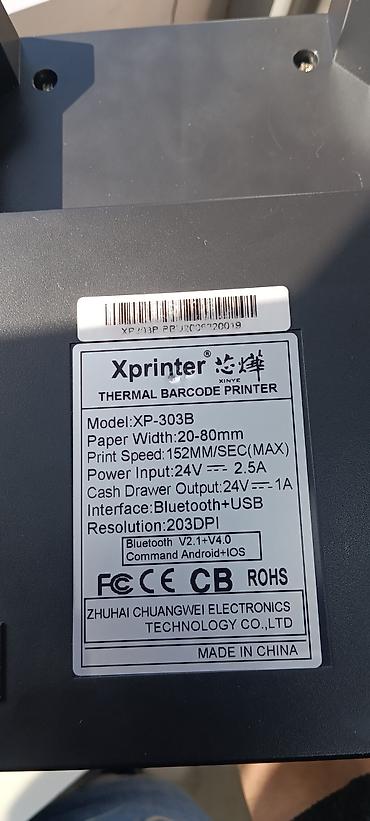 Xprinter® 芯烨
XINYE
THERMAL BARCODE PRINTER
Model:XP-303B
Paper Width:20-80mm
Print Speed:152MM/SEC(MAX)
Power Input:24V ⎓ 2.5A
Cash Drawer Output:24V⎓1A
Interface:Bluetooth+USB
Resolution:203DPI
Bluetooth V2.1+V4.0
Command Android+IOS
FC CE CB ROHS
ZHUHAI CHUANGWEI ELECTRONICS
TECHNOLOGY CO.,LTD
MADE IN CHINA